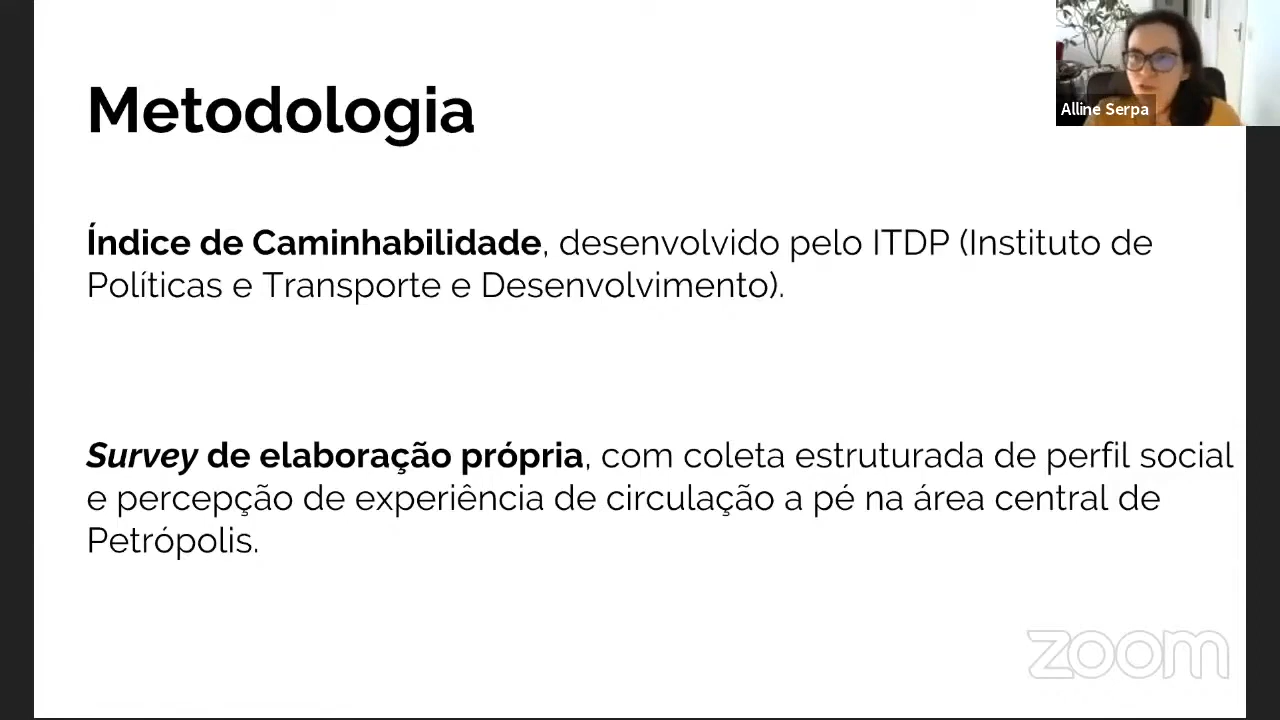 Metodologia
Alline Serpa
Índice de Caminhabilidade, desenvolvido pelo ITDP (Instituto de
Políticas e Transporte e Desenvolvimento).
Survey de elaboração própria, com coleta estruturada de perfil social
e percepção de experiência de circulação a pé na área central de
Petrópolis.
zoom